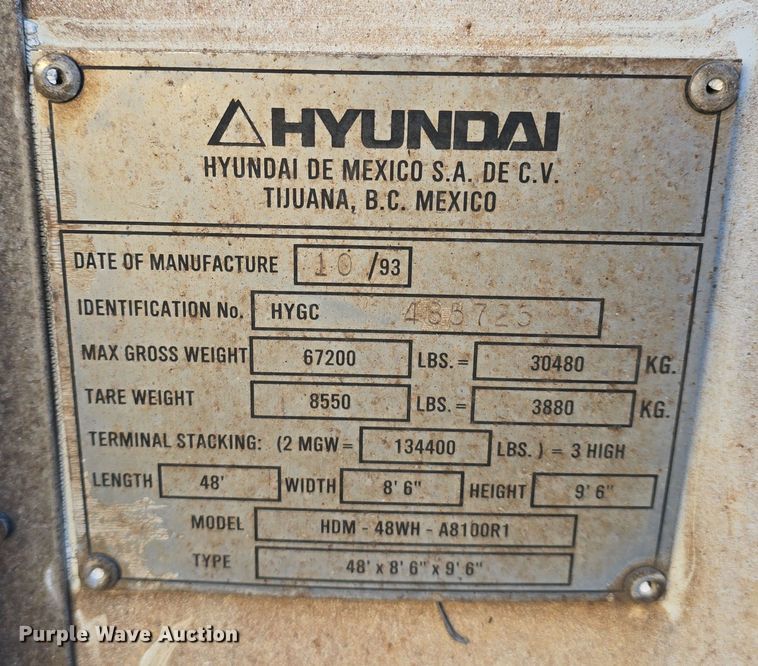 HYUNDAI
HYUNDAI DE MEXICO S.A. DE C.V.
TIJUANA, B.C. MEXICO
DATE OF MANUFACTURE 10 /93
IDENTIFICATION No. HYGC
MAX GROSS WEIGHT 67200 LBS. = 30480 KG.
TARE WEIGHT 8550 LBS. = 3880 KG.
TERMINAL STACKING: (2 MGW = 134400 LBS. ) = 3 HIGH
LENGTH 48' WIDTH 8' 6" HEIGHT 9' 6"
MODEL HDM - 48WH - A8100R1
TYPE 48' x 8' 6" x 9' 6"
Purple Wave Auction